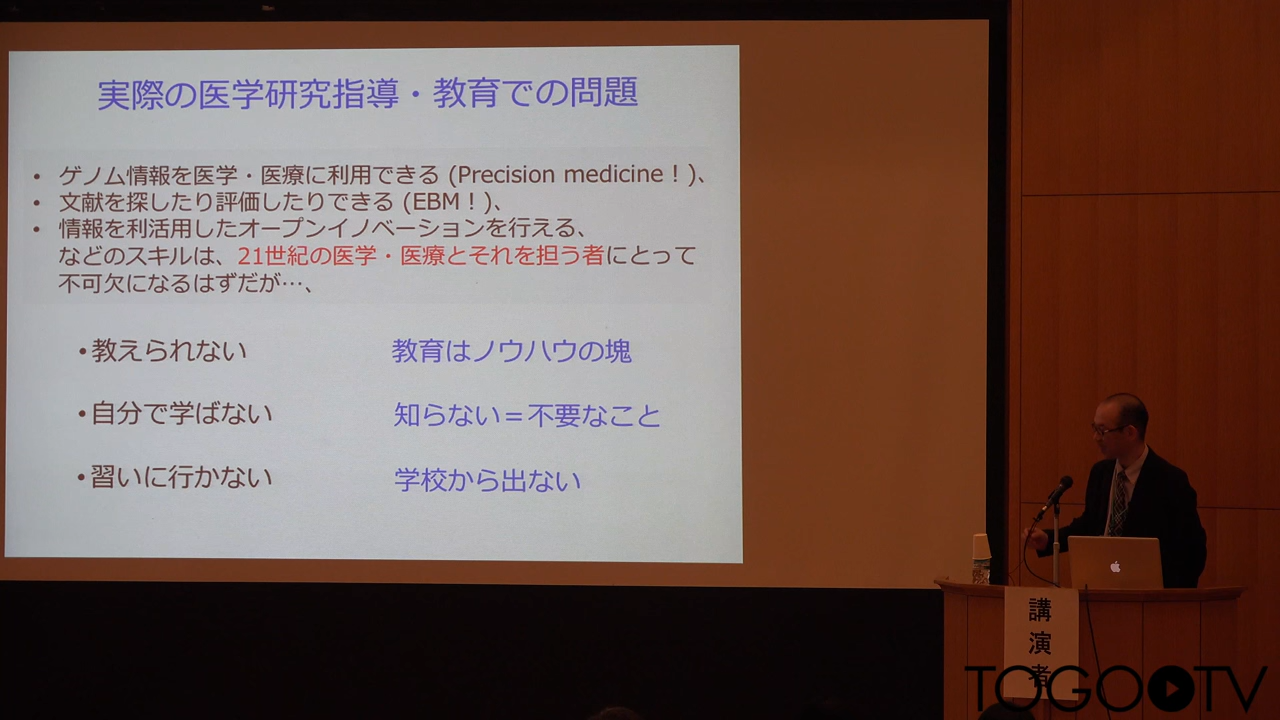 実際の医学研究指導・教育での問題
• ゲノム情報を医学・医療に利用できる (Precision medicine！)、
• 文献を探したり評価したりできる (EBM！)、
• 情報を利活用したオープンイノベーションを行える、
などのスキルは、21世紀の医学・医療とそれを担う者にとって
不可欠になるはずだが…、
•教えられない 教育はノウハウの塊
•自分で学ばない 知らない＝不要なこと
•習いに行かない 学校から出ない
講演者
TOGOTV